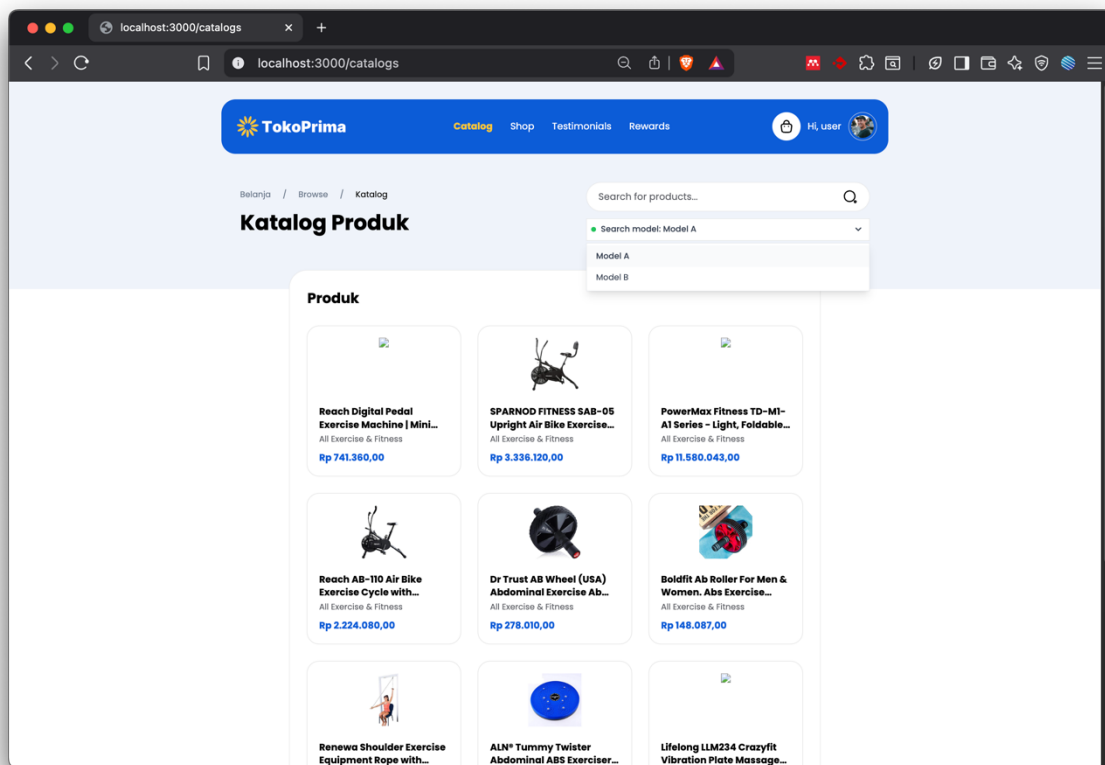 localhost:3000/catalogs
localhost:3000/catalogs
TokoPrima
Catalog Shop Testimonials Rewards
Hi, user
Belanja / Browse / Katalog
Katalog Produk
Search for products...
Search model: Model A
Model A
Model B
Produk
Reach Digital Pedal
Exercise Machine | Mini...
All Exercise & Fitness
Rp 741.360,00
SPARNOD FITNESS SAB-05
Upright Air Bike Exercise...
All Exercise & Fitness
Rp 3.336.120,00
PowerMax Fitness TD-M1-
A1 Series - Light, Foldable...
All Exercise & Fitness
Rp 11.580.043,00
Reach AB-110 Air Bike
Exercise Cycle with...
All Exercise & Fitness
Rp 2.224.080,00
Dr Trust AB Wheel (USA)
Abdominal Exercise Ab...
All Exercise & Fitness
Rp 278.010,00
Boldfit Ab Roller For Men &
Women. Abs Exercise...
All Exercise & Fitness
Rp 148.087,00
Renewa Shoulder Exercise
Equipment Rope with...
ALN® Tummy Twister
Abdominal ABS Exerciser...
Lifelong LLM234 Crazyfit
Vibration Plate Massage...